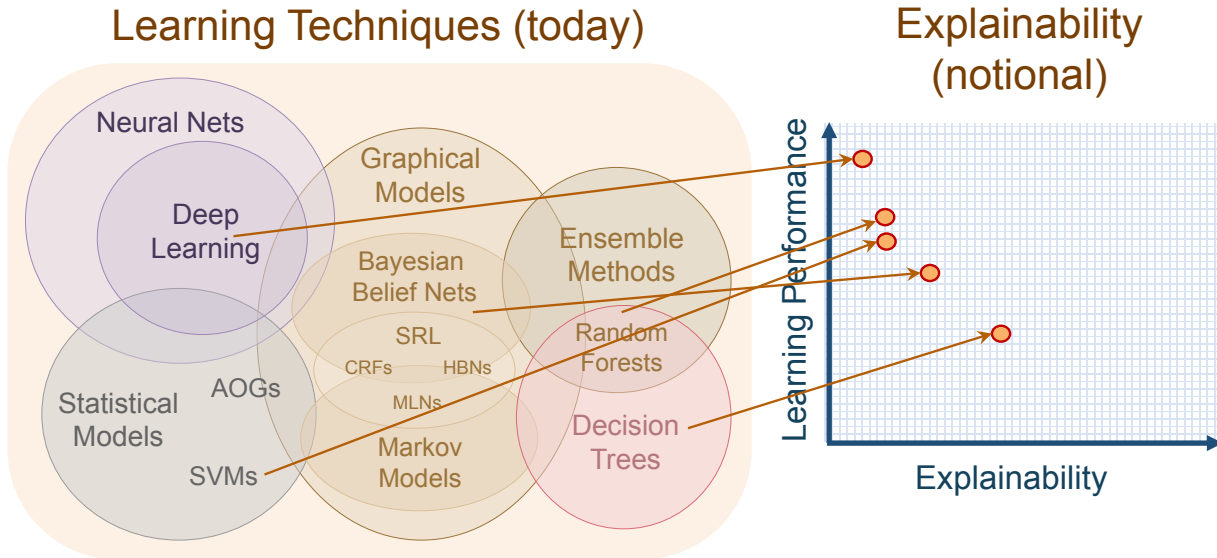 Learning Techniques (today)
Neural Nets
Deep
Learning
Graphical
Models
Ensemble
Methods
Bayesian
Belief Nets
SRL
CRFs
HBNs
MLNs
Markov
Models
Random
Forests
Decision
Trees
Statistical
Models
AOGs
SVMs
Explainability
(notional)
Learning Performance
Explainability